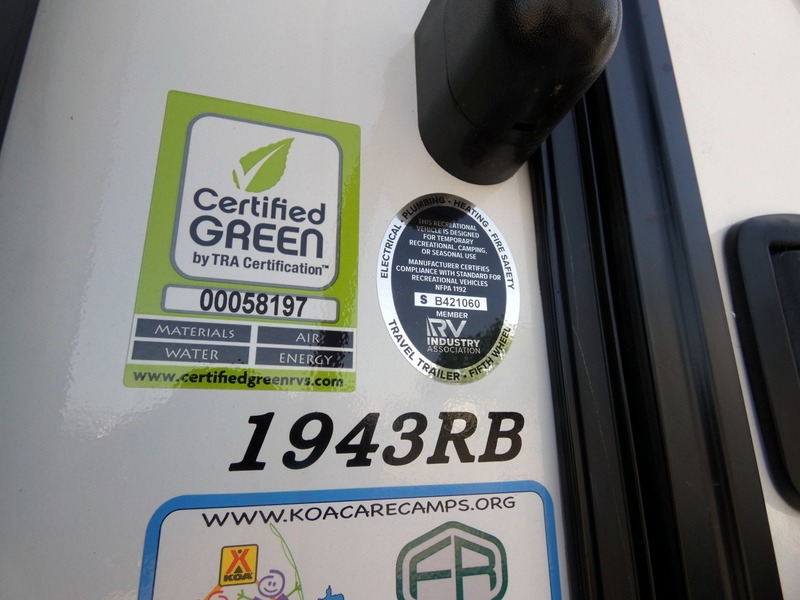 Certified
GREEN
by TRA Certification™
00058197
MATERIALS
AIR
WATER
ENERGY
www.certifiedgreenrvs.com
ELECTRICAL - PLUMBING - HEATING - FIRE SAFETY
THIS RECREATIONAL
VEHICLE IS DESIGNED
FOR TEMPORARY
RECREATIONAL, CAMPING,
OR SEASONAL USE
MANUFACTURER CERTIFIES
COMPLIANCE WITH STANDARD FOR
RECREATIONAL VEHICLES
NFPA 1192
S B421060
MEMBER
RV
INDUSTRY
ASSOCIATION
TRAVEL TRAILER - FIFTH WHEEL
1943RB
WWW.KOACARECAMPS.ORG
KOA
FR